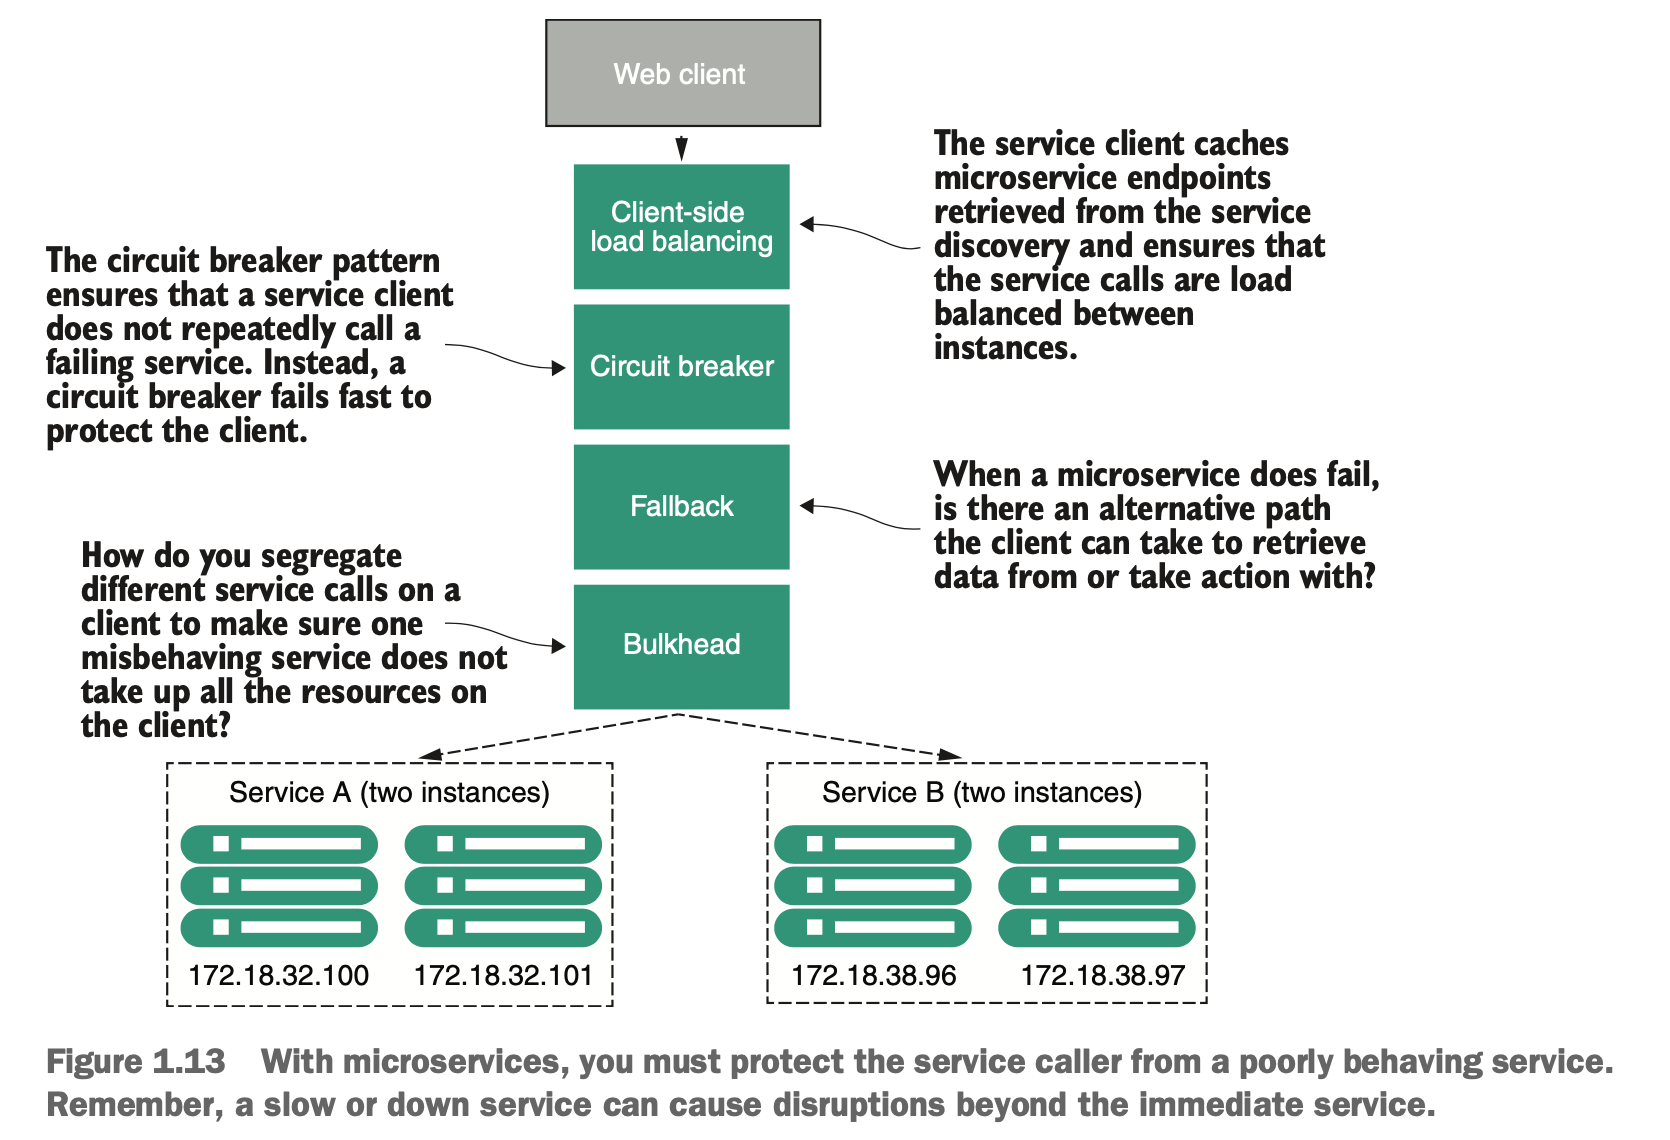 Web client
The service client caches
microservice endpoints
retrieved from the service
discovery and ensures that
the service calls are load
balanced between
instances.
Client-side
load balancing
The circuit breaker pattern
ensures that a service client
does not repeatedly call a
failing service. Instead, a
circuit breaker fails fast to
protect the client.
Circuit breaker
When a microservice does fail,
is there an alternative path
the client can take to retrieve
data from or take action with?
Fallback
How do you segregate
different service calls on a
client to make sure one
misbehaving service does not
take up all the resources on
the client?
Bulkhead
Service A (two instances)
172.18.32.100
172.18.32.101
Service B (two instances)
172.18.38.96
172.18.38.97
Figure 1.13 With microservices, you must protect the service caller from a poorly behaving service.
Remember, a slow or down service can cause disruptions beyond the immediate service.